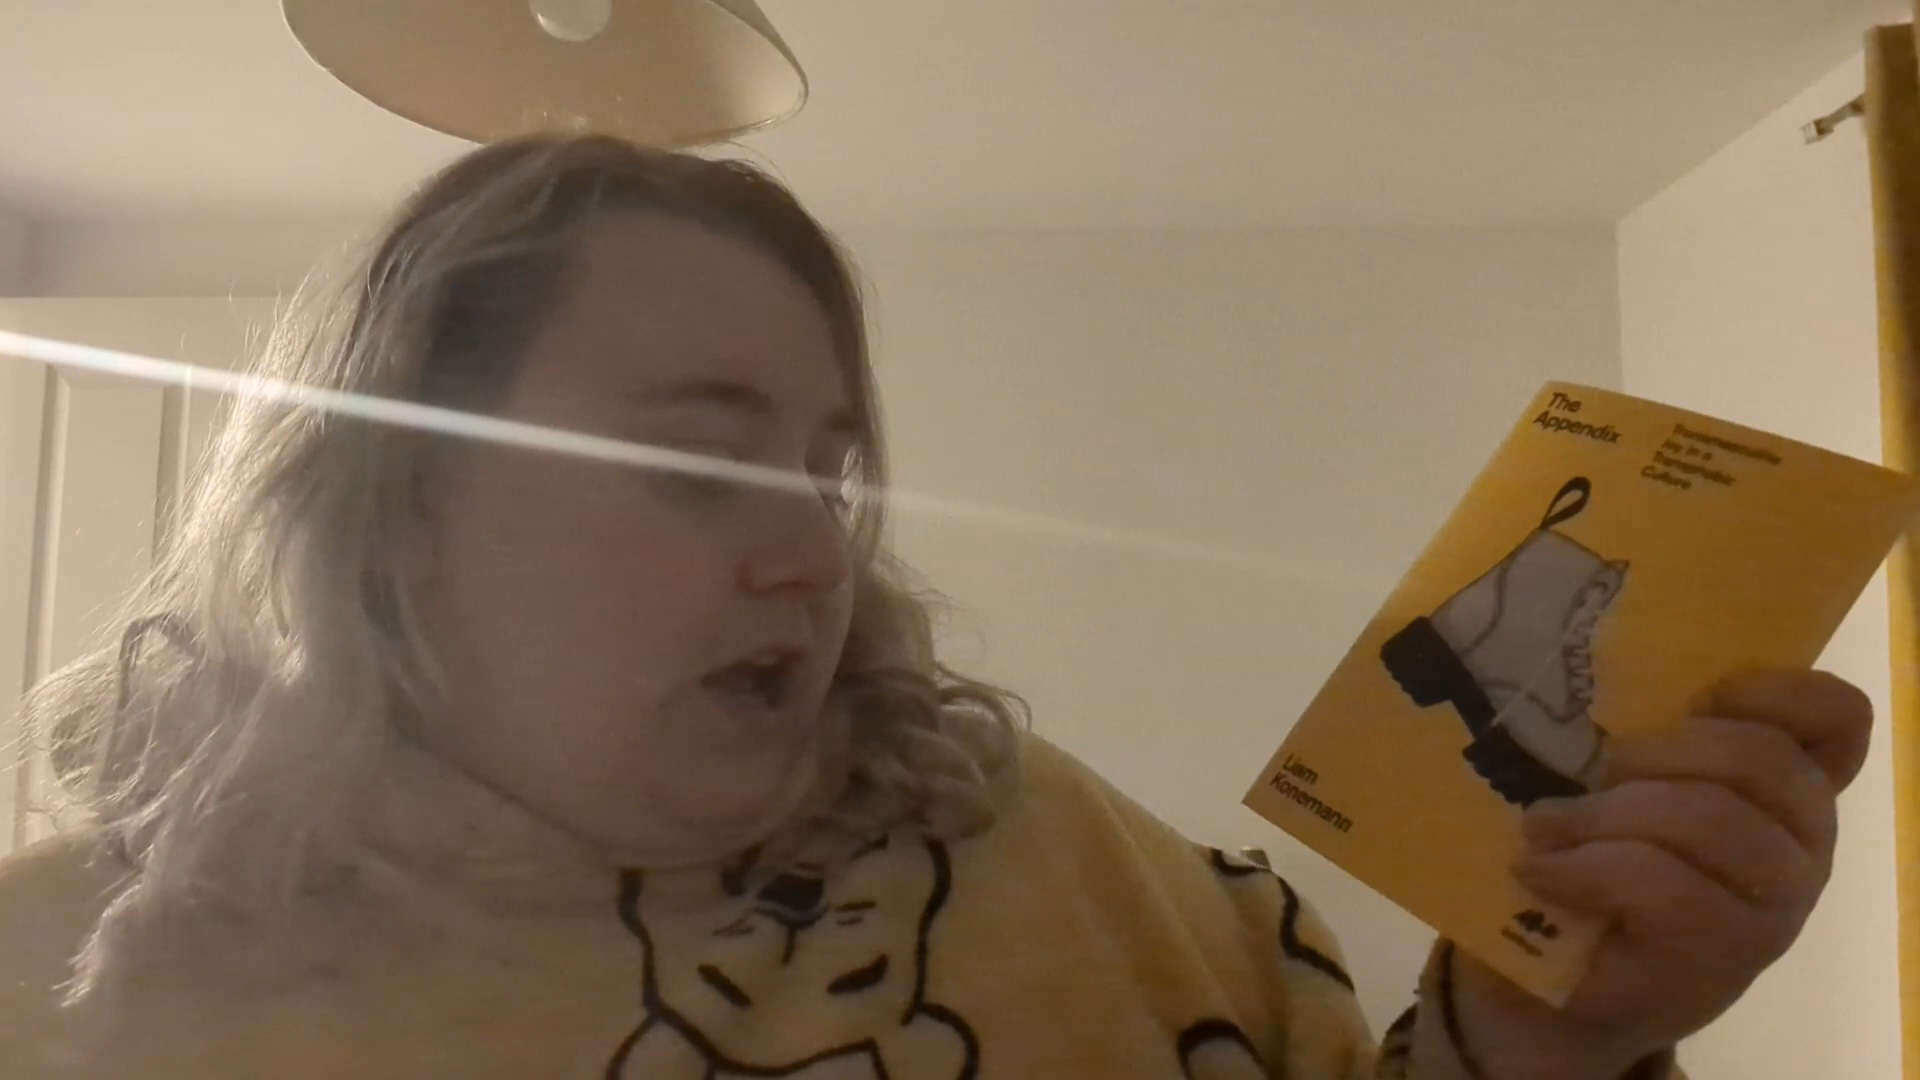 The
Appendix
Transmasculine
Joy in a
Transphobic
Culture
Liam
Konemann